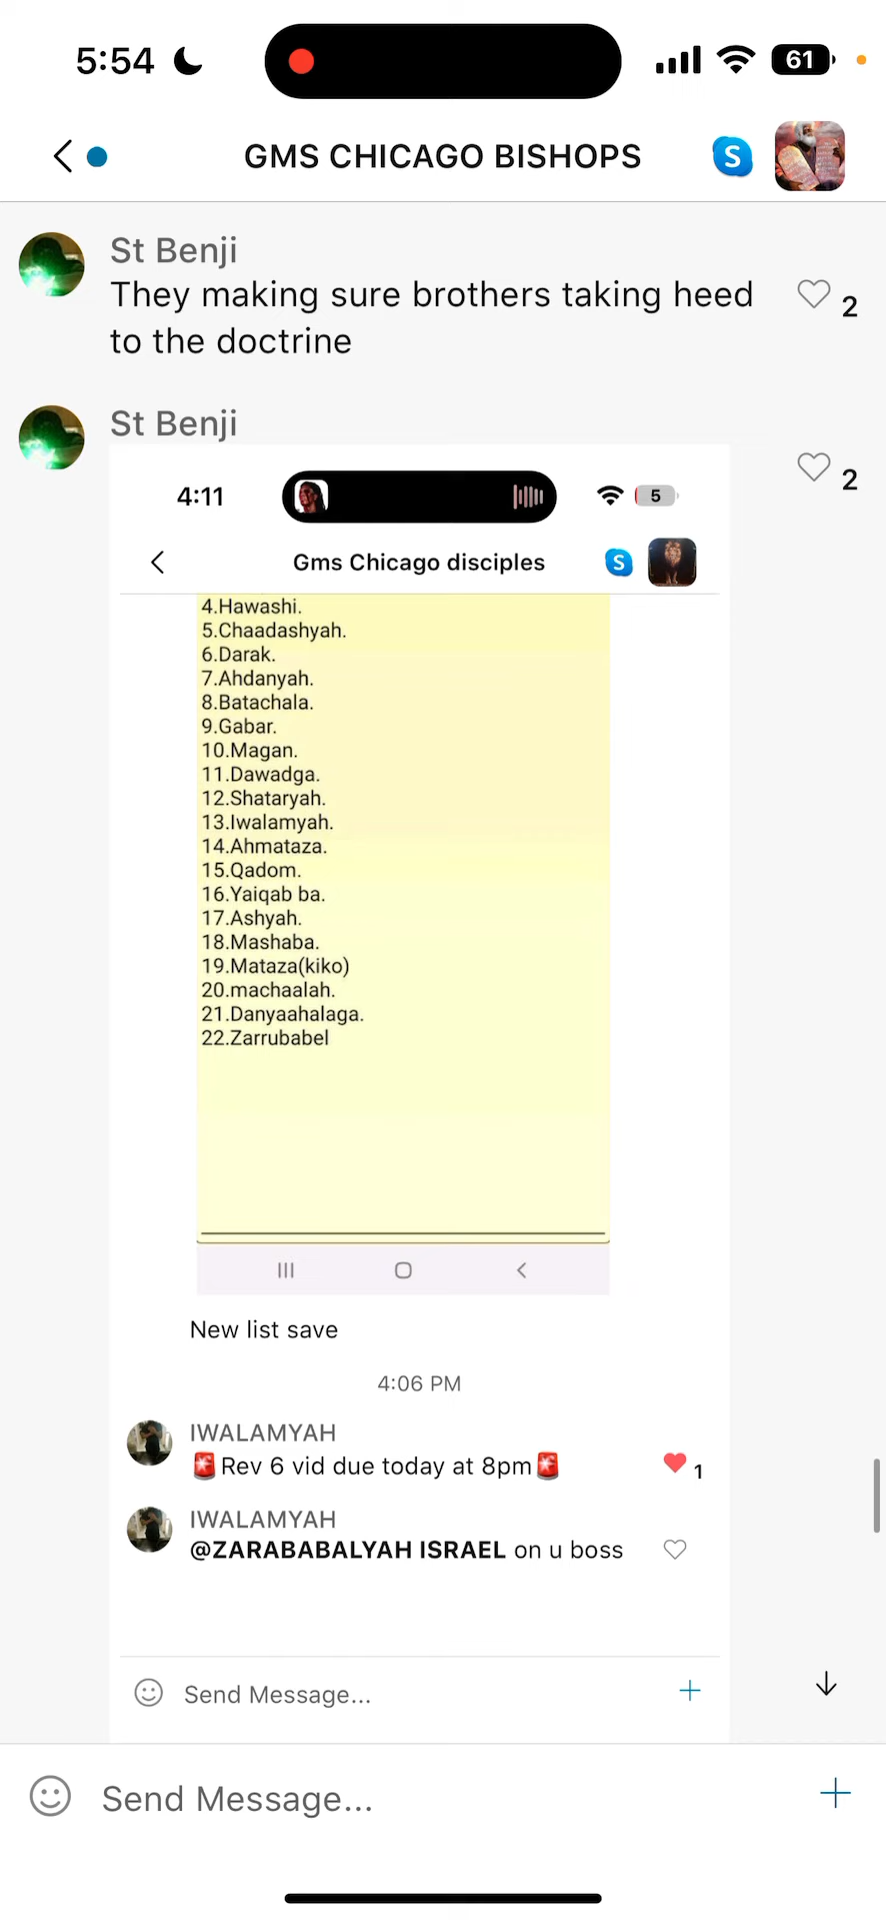 5:54
61
GMS CHICAGO BISHOPS
S
St Benji
They making sure brothers taking heed
to the doctrine
2
St Benji
2
4:11
5
Gms Chicago disciples
S
4.Hawashi.
5.Chaadashyah.
6.Darak.
7.Ahdanyah.
8.Batachala.
9.Gabar.
10.Magan.
11.Dawadga.
12.Shataryah.
13.Iwalamyah.
14.Ahmataza.
15.Qadom.
16.Yaiqab ba.
17.Ashyah.
18.Mashaba.
19.Mataza(kiko)
20.machaalah.
21.Danyaahalaga.
22.Zarrubabel
New list save
4:06 PM
IWALAMYAH
🚨Rev 6 vid due today at 8pm🚨
1
IWALAMYAH
@ZARABABALYAH ISRAEL on u boss
Send Message...
Send Message...